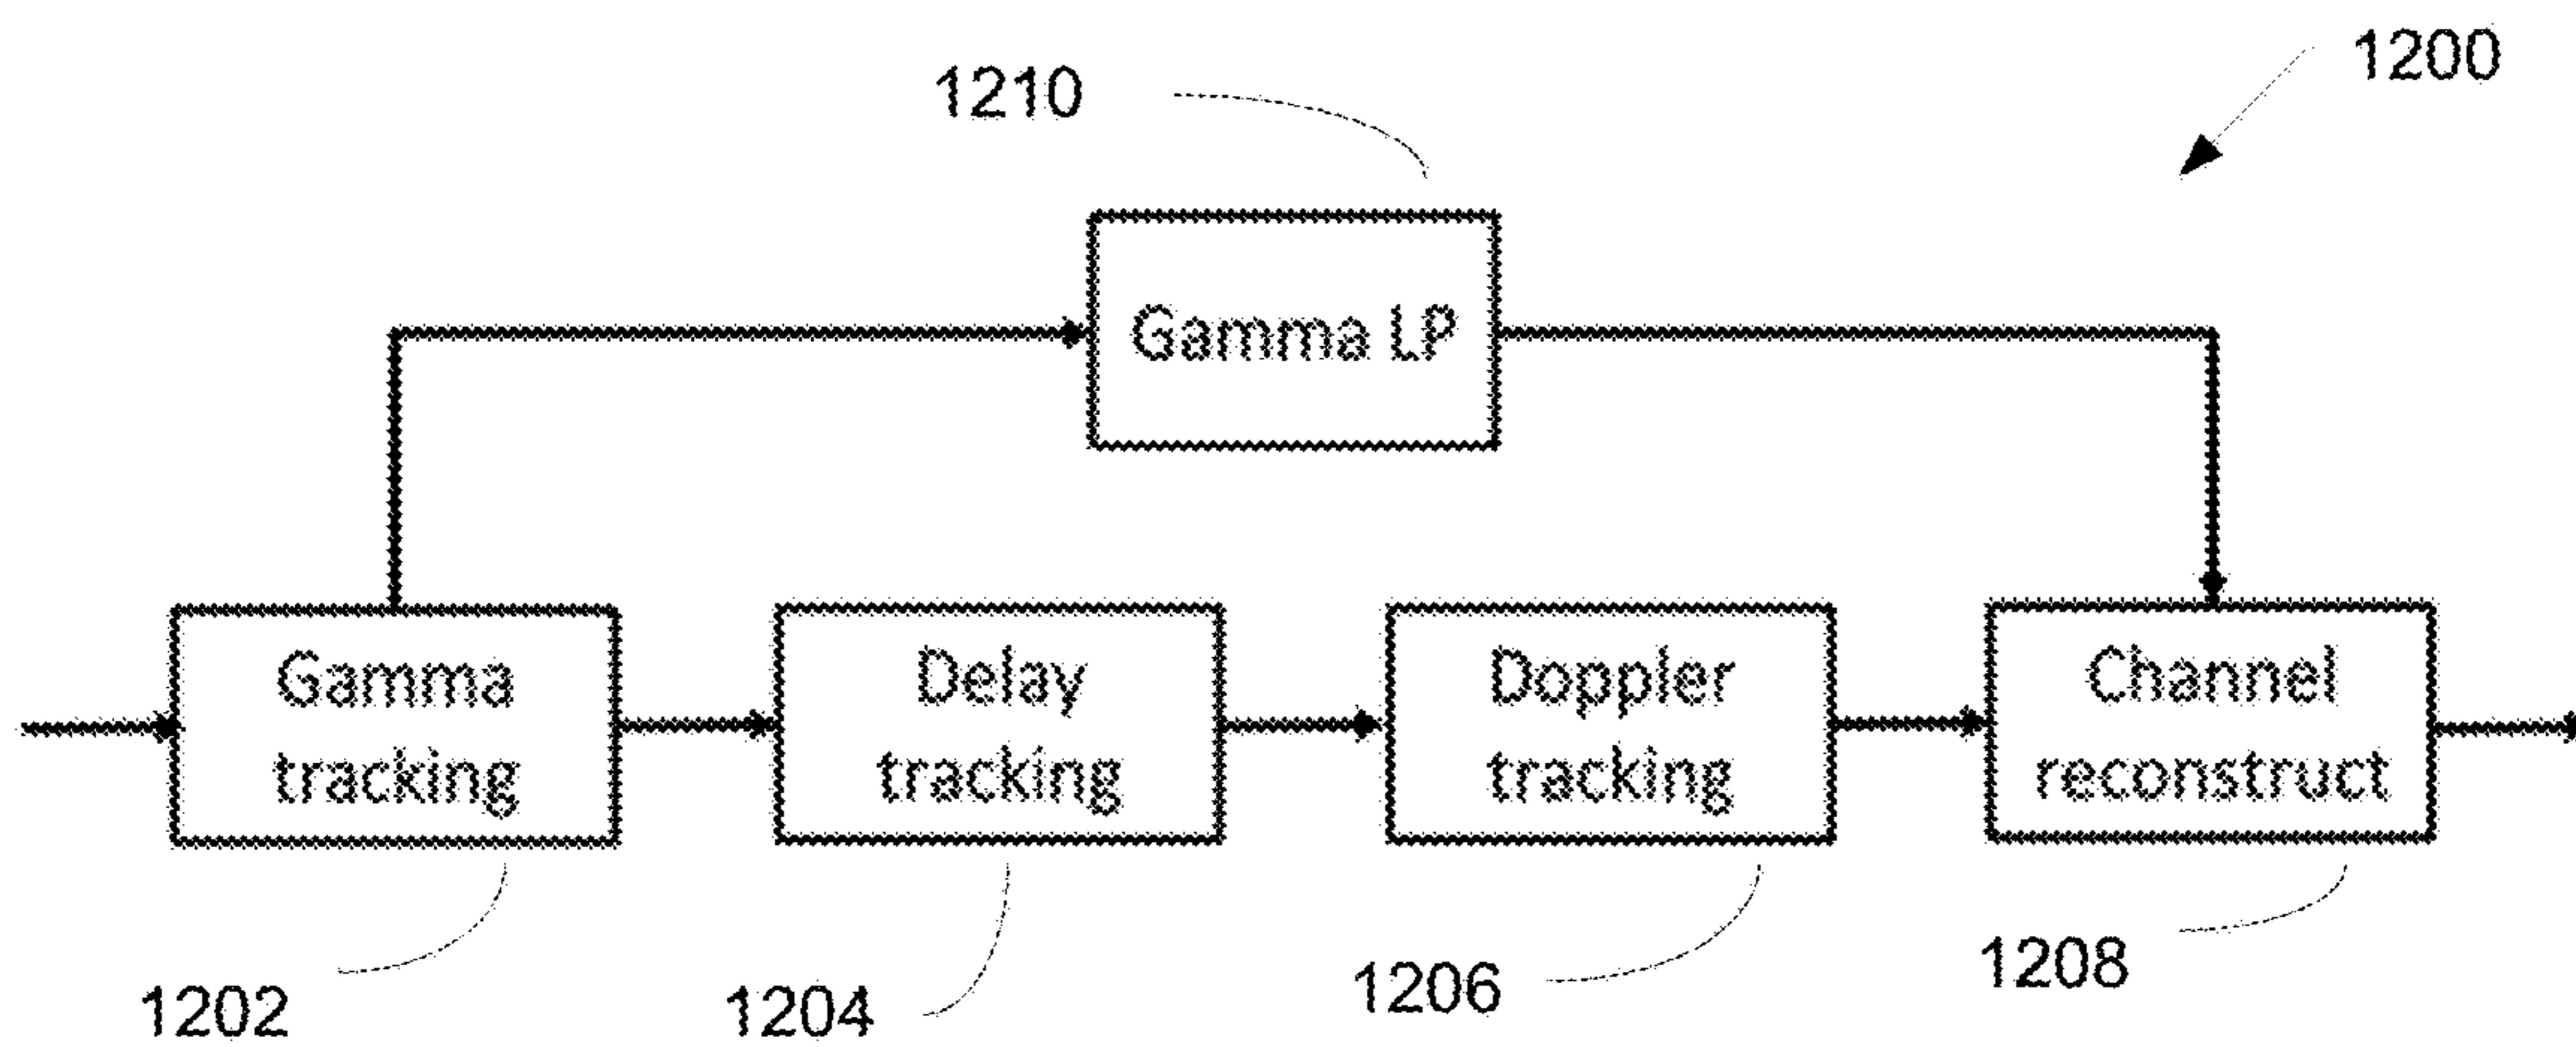 1200
1210
Gamma LP
Gamma
tracking
Delay
tracking
Doppler
tracking
Channel
reconstruct
1202
1204
1206
1208